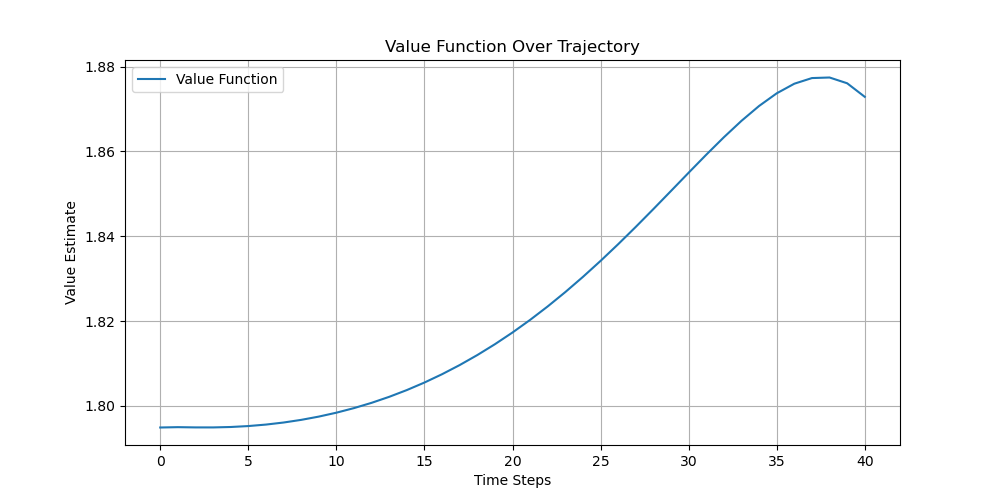 Value Function Over Trajectory
Value Function
Value Estimate
1.88
1.86
1.84
1.82
1.80
0 5 10 15 20 25 30 35 40
Time Steps